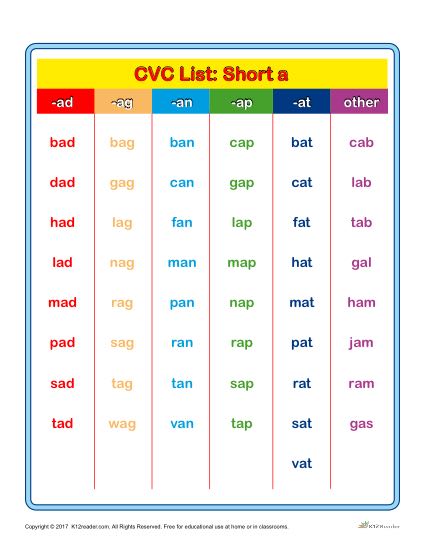 CVC List: Short a
-ad -ag -an -ap -at other
bad bag ban cap bat cab
dad gag can gap cat lab
had lag fan lap fat tab
lad nag man map hat gal
mad rag pan nap mat ham
pad sag ran rap pat jam
sad tag tan sap rat ram
tad wag van tap sat gas
vat
Copyright © 2017 K12reader.com. All Rights Reserved. Free for educational use at home or in classrooms.
K12Reader